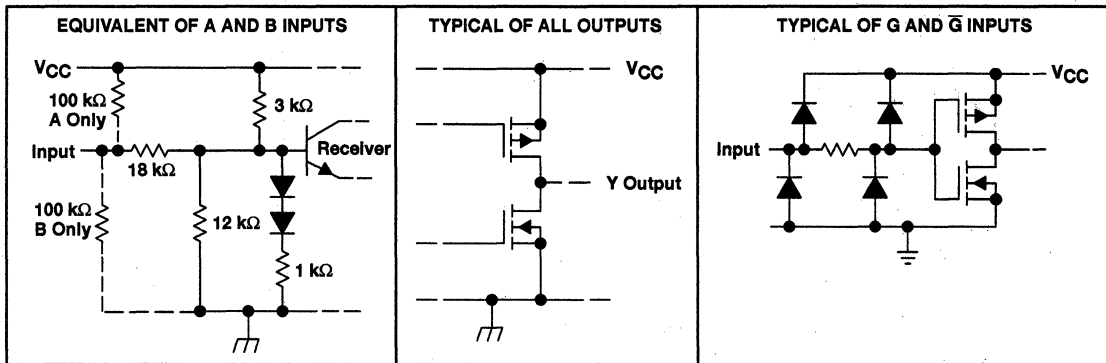 EQUIVALENT OF A AND B INPUTS
VCC
100 kΩ
A Only
3 kΩ
Input
18 kΩ
Receiver
100 kΩ
B Only
12 kΩ
1 kΩ
TYPICAL OF ALL OUTPUTS
VCC
Y Output
TYPICAL OF G AND G̅ INPUTS
VCC
Input